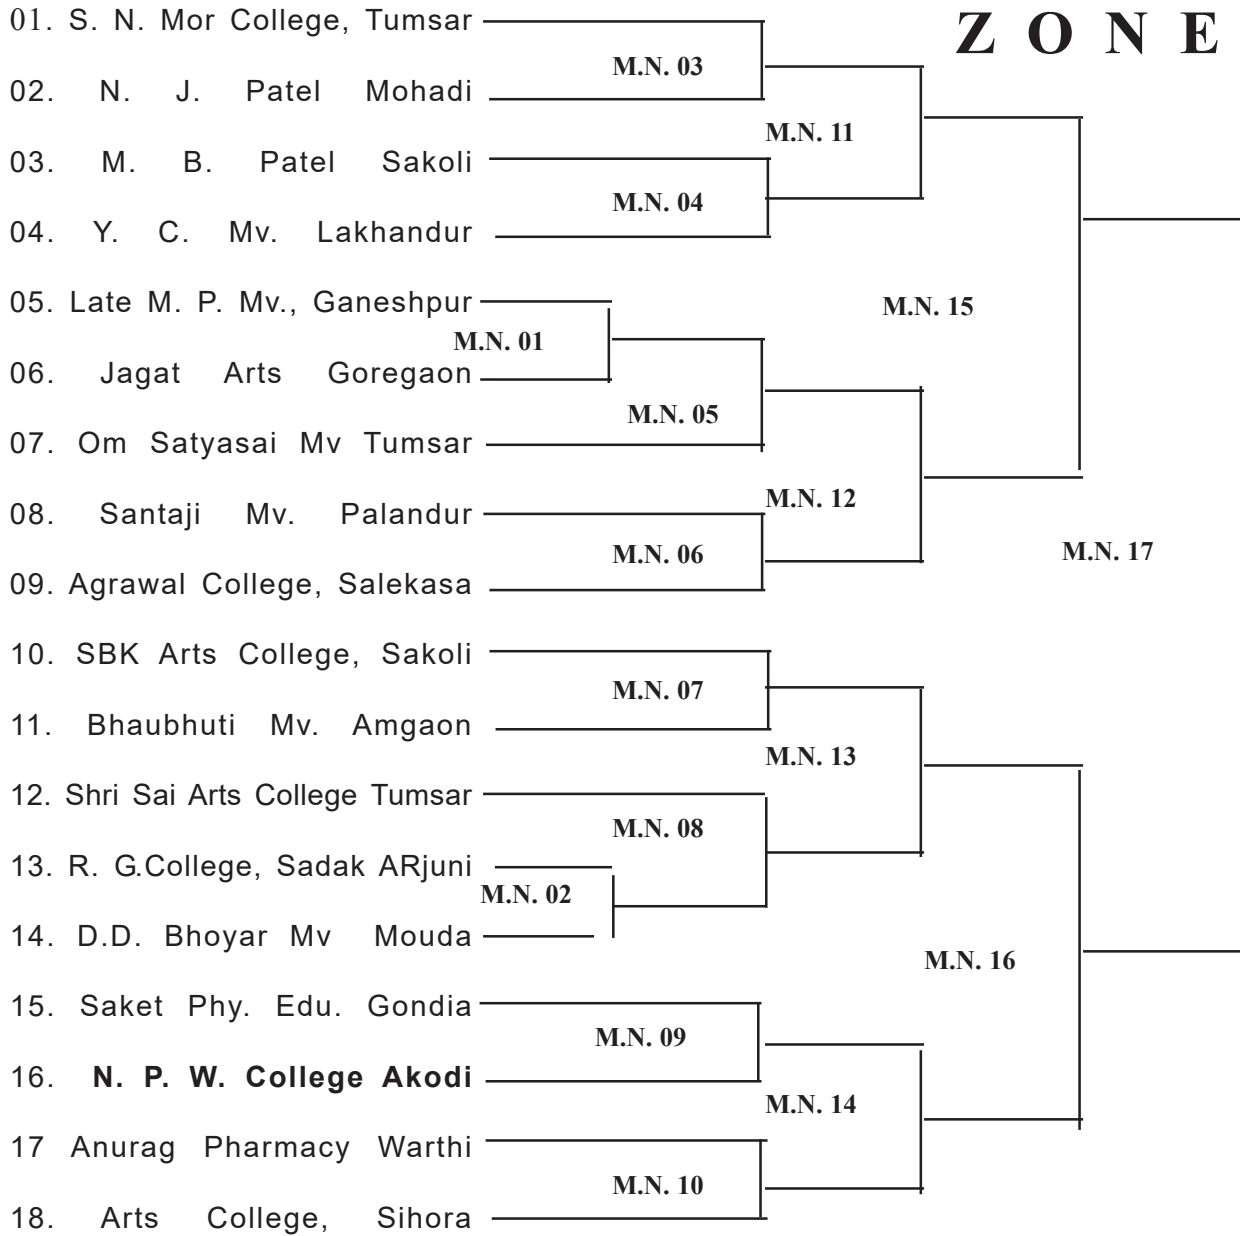 01. S. N. Mor College, Tumsar
Z O N E
M.N. 03
02. N. J. Patel Mohadi
M.N. 11
03. M. B. Patel Sakoli
M.N. 04
04. Y. C. Mv. Lakhandur
05. Late M. P. Mv., Ganeshpur
M.N. 15
M.N. 01
06. Jagat Arts Goregaon
M.N. 05
07. Om Satyasai Mv Tumsar
M.N. 12
08. Santaji Mv. Palandur
M.N. 06
M.N. 17
09. Agrawal College, Salekasa
10. SBK Arts College, Sakoli
M.N. 07
11. Bhaubhuti Mv. Amgaon
M.N. 13
12. Shri Sai Arts College Tumsar
M.N. 08
13. R. G.College, Sadak ARjuni
M.N. 02
14. D.D. Bhoyar Mv Mouda
M.N. 16
15. Saket Phy. Edu. Gondia
M.N. 09
16. N. P. W. College Akodi
M.N. 14
17 Anurag Pharmacy Warthi
M.N. 10
18. Arts College, Sihora